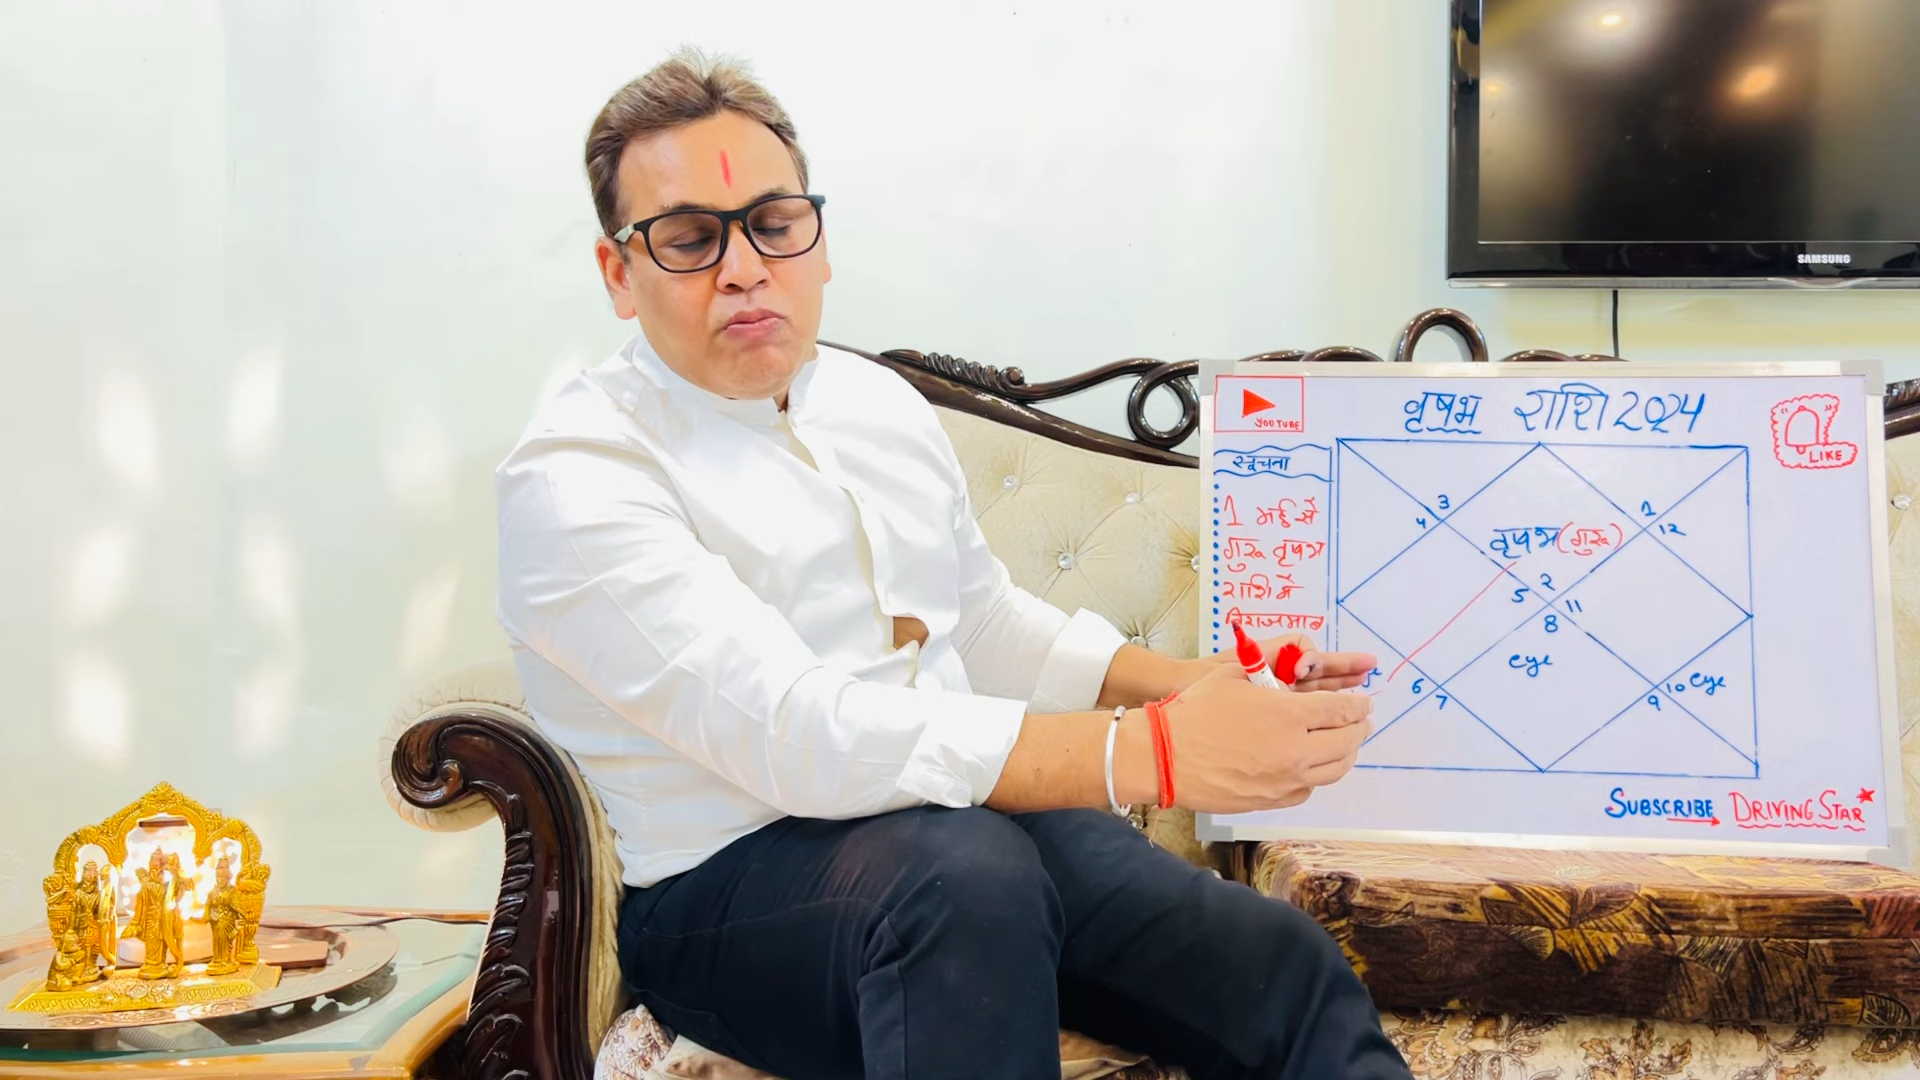 SAMSUNG
YOUTUBE
वृषभ राशि 2024
LIKE
सूचना
1 मई से
गुरु वृषभ
राशि में
विराजमान
3
4
1
12
वृषभ (गुरु)
2
5
11
8
eye
6
7
10 eye
9
SUBSCRIBE DRIVING STAR